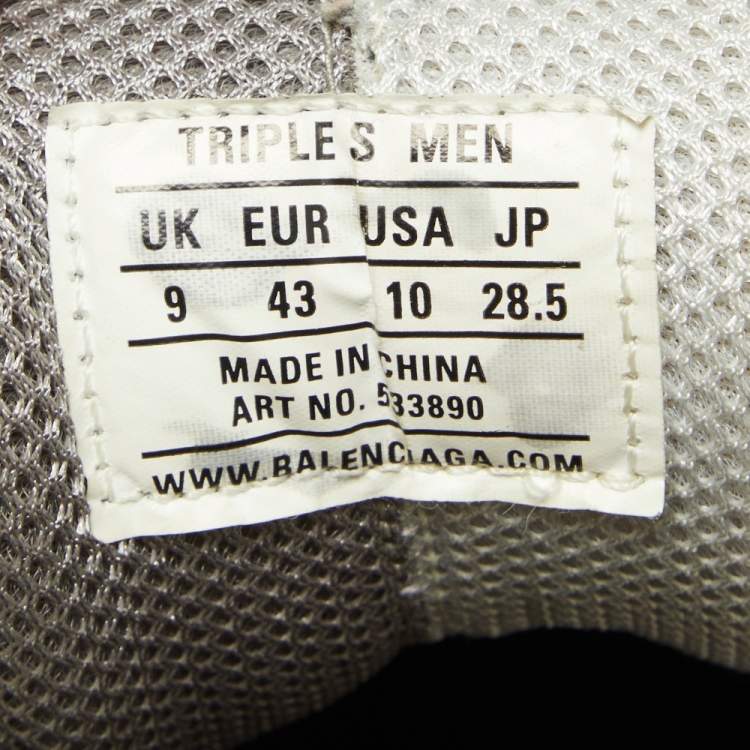 TRIPLE S MEN
UK EUR USA JP
9 43 10 28.5
MADE IN CHINA
ART NO. 533890
WWW.BALENCIAGA.COM